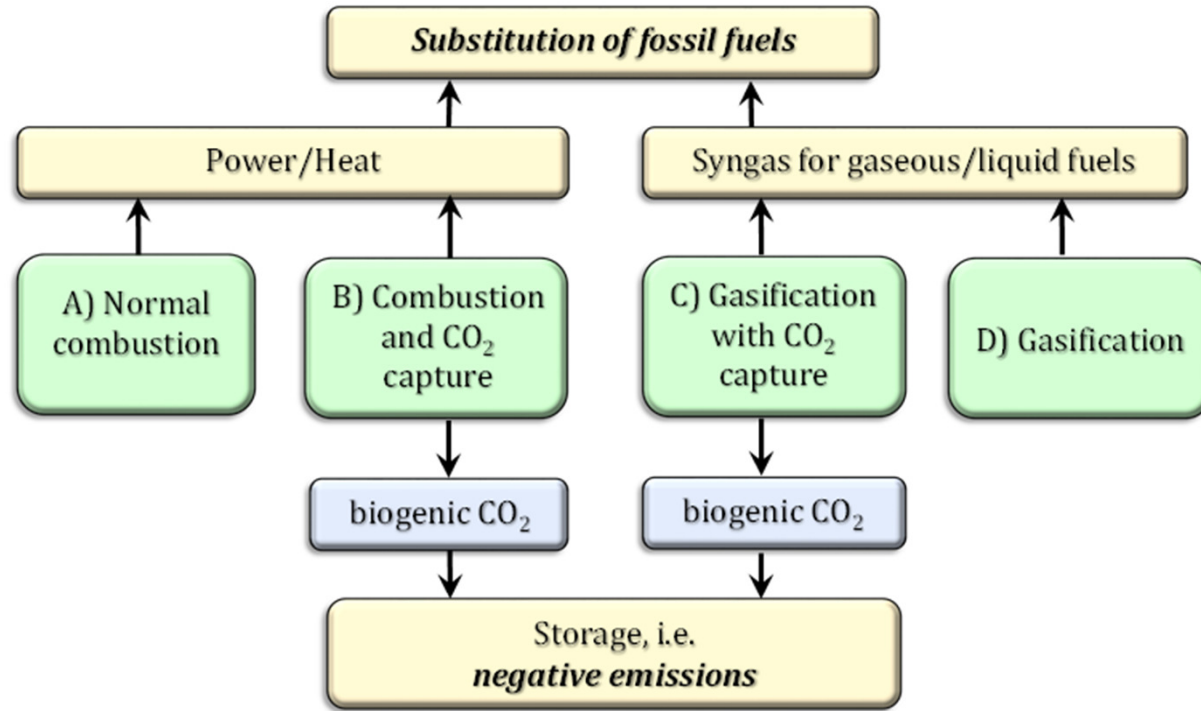 Substitution of fossil fuels
Power/Heat
Syngas for gaseous/liquid fuels
A) Normal
combustion
B) Combustion
and CO₂
capture
C) Gasification
with CO₂
capture
D) Gasification
biogenic CO₂
biogenic CO₂
Storage, i.e.
negative emissions